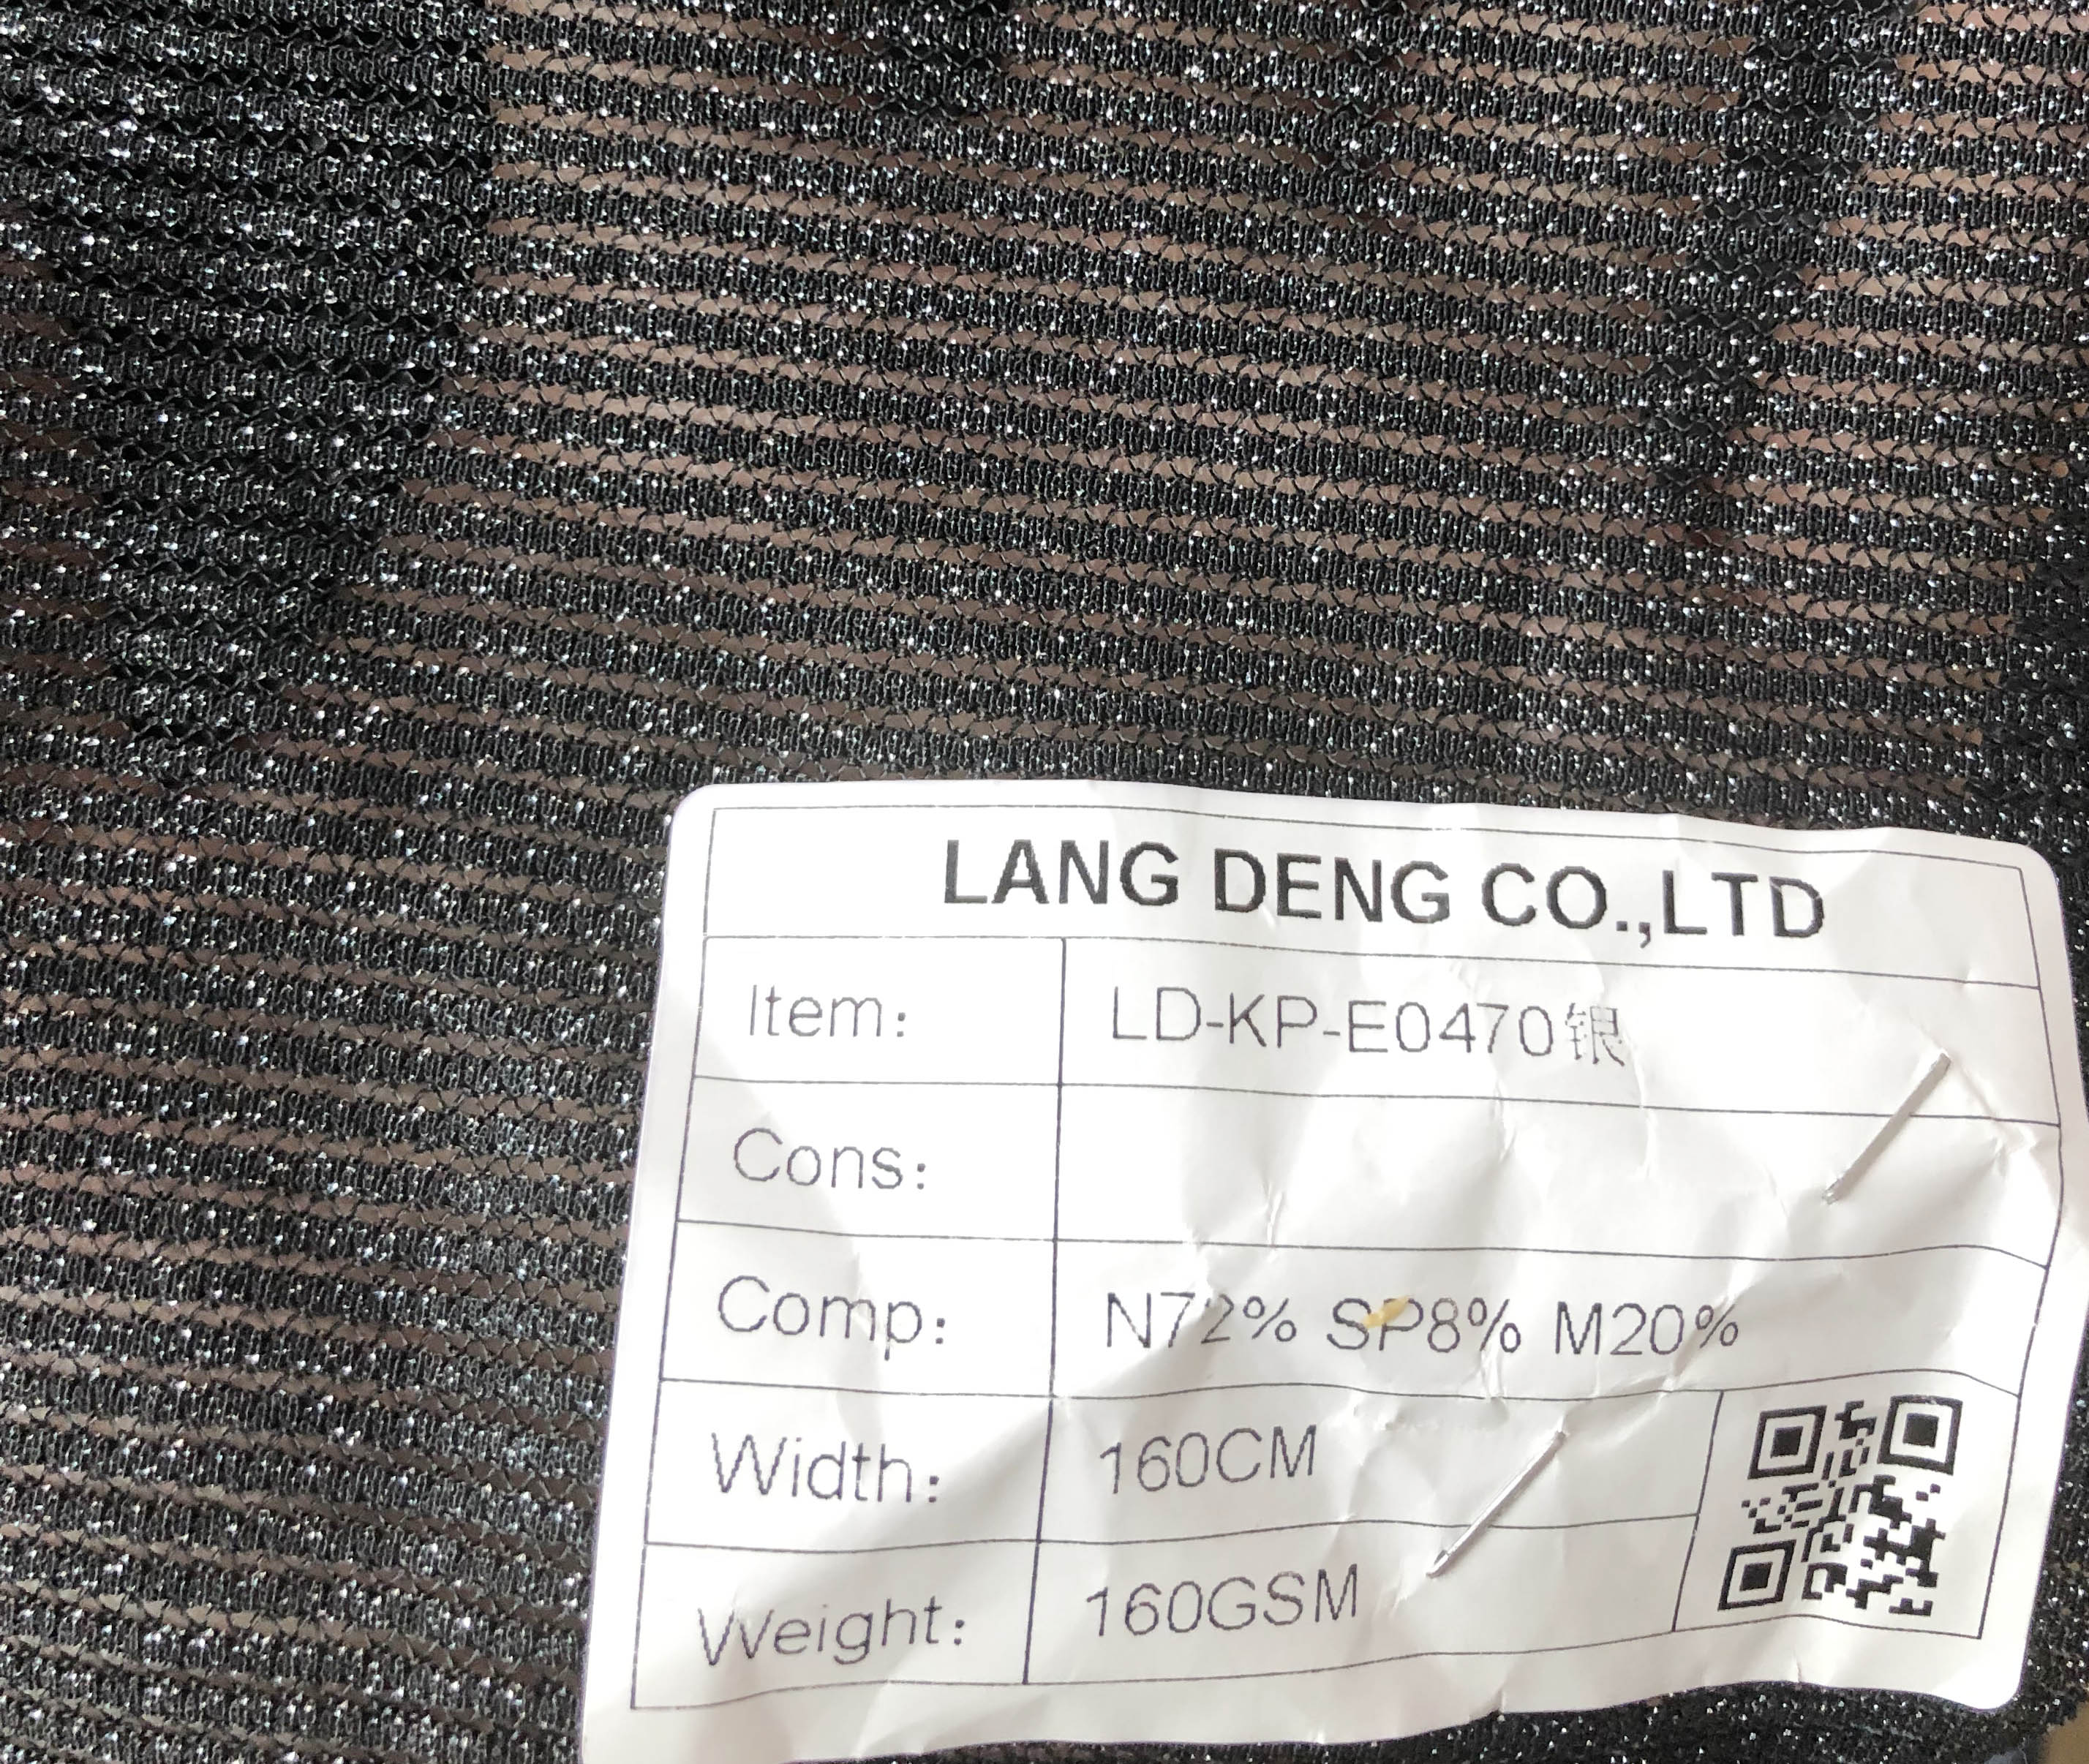 LANG DENG CO.,LTD
Item: LD-KP-E0470银
Cons:
Comp: N72% SP8% M20%
Width: 160CM
Weight: 160GSM